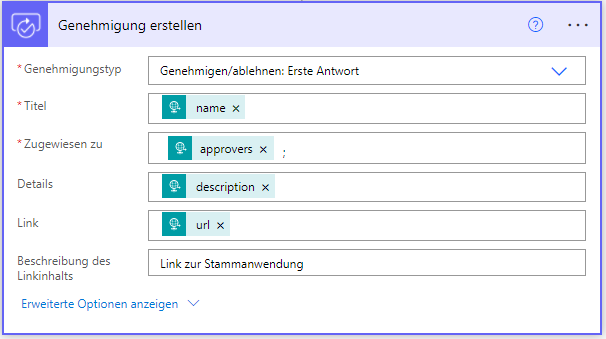 Genehmigung erstellen
* Genehmigungstyp
Genehmigen/ablehnen: Erste Antwort
* Titel
name ×
* Zugewiesen zu
approvers × ;
Details
description ×
Link
url ×
Beschreibung des
Linkinhalts
Link zur Stammanwendung
Erweiterte Optionen anzeigen